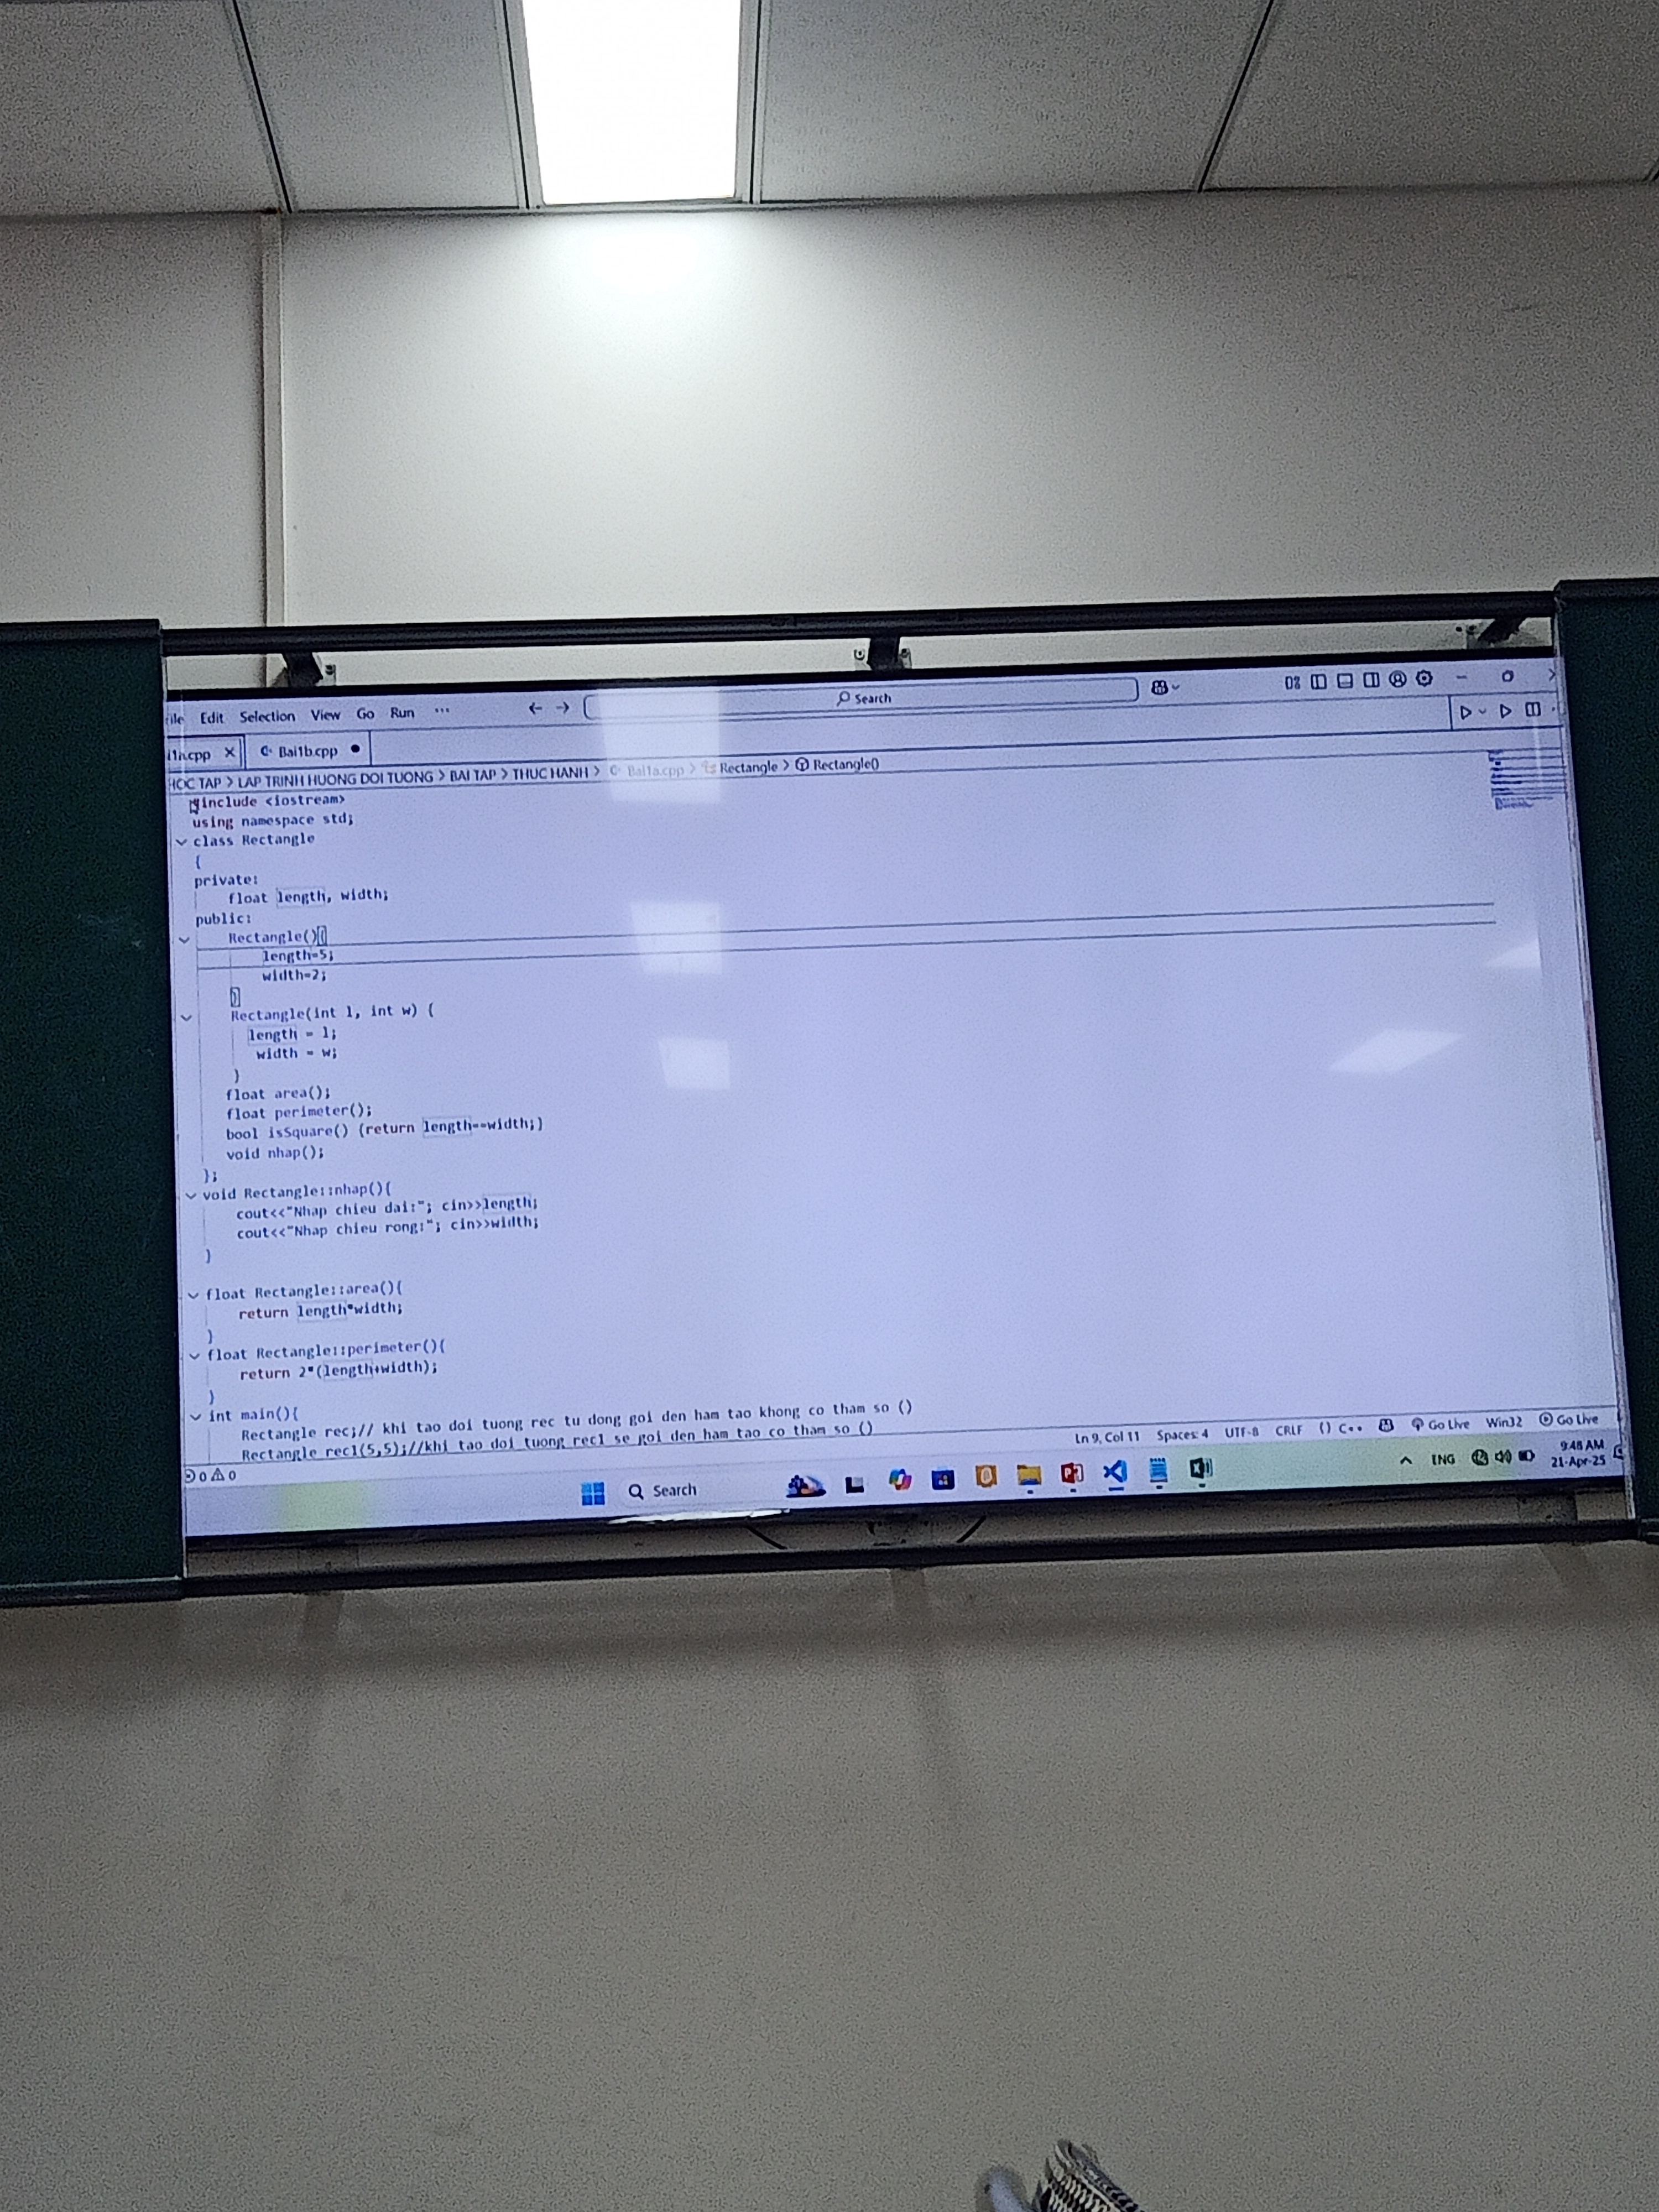 ile Edit Selection View Go Run ··· ← → Search
Bai1b.cpp
HOC TAP > LAP TRINH HUONG DOI TUONG > BAI TAP > THUC HANH > Bai1a.cpp > Rectangle > Rectangle()
#include <iostream>
using namespace std;
class Rectangle
{
private:
float length, width;
public:
Rectangle(){
length=5;
width=2;
}
Rectangle(int l, int w) {
length = l;
width = w;
}
float area();
float perimeter();
bool isSquare() {return length==width;}
void nhap();
};
void Rectangle::nhap(){
cout<<"Nhap chieu dai:"; cin>>length;
cout<<"Nhap chieu rong:"; cin>>width;
}
float Rectangle::area(){
return length*width;
}
float Rectangle::perimeter(){
return 2*(length+width);
}
int main(){
Rectangle rec;// khi tao doi tuong rec tu dong goi den ham tao khong co tham so ()
Rectangle rec1(5,5);//khi tao doi tuong rec1 se goi den ham tao co tham so ()
0 0 Ln 9, Col 11 Spaces: 4 UTF-8 CRLF {} C++ Go Live Win32 Go Live
Search ENG 9:48 AM
21-Apr-25